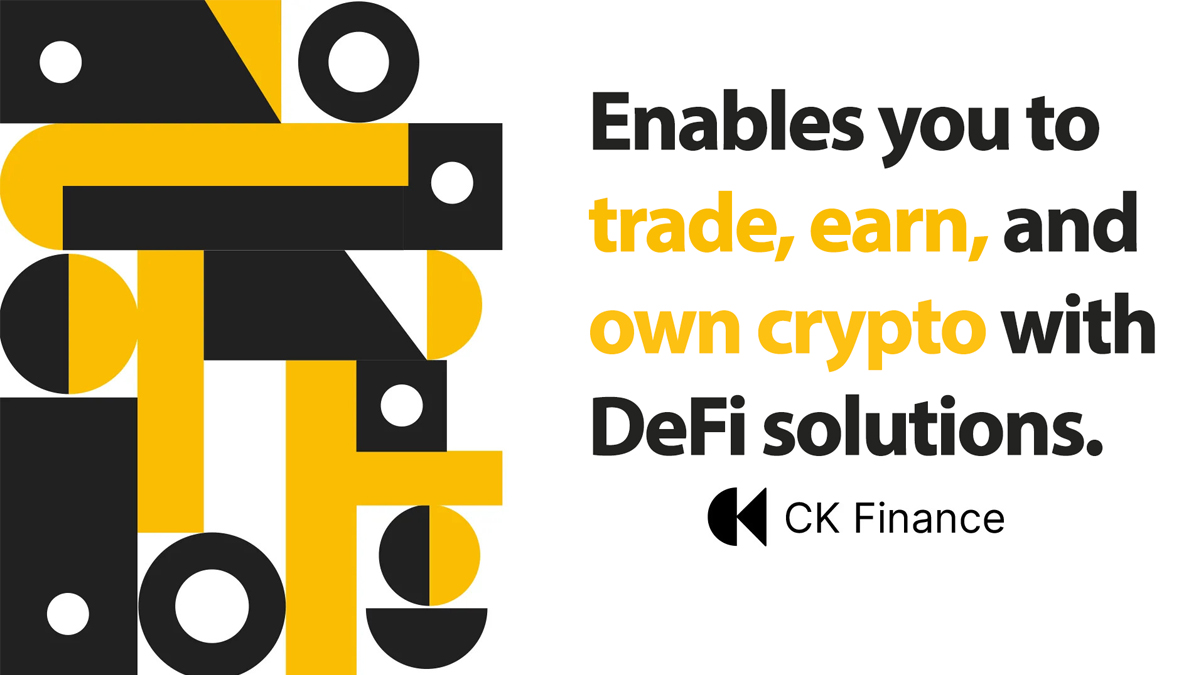 Enables you to
trade, earn, and
own crypto with
DeFi solutions.
CK Finance